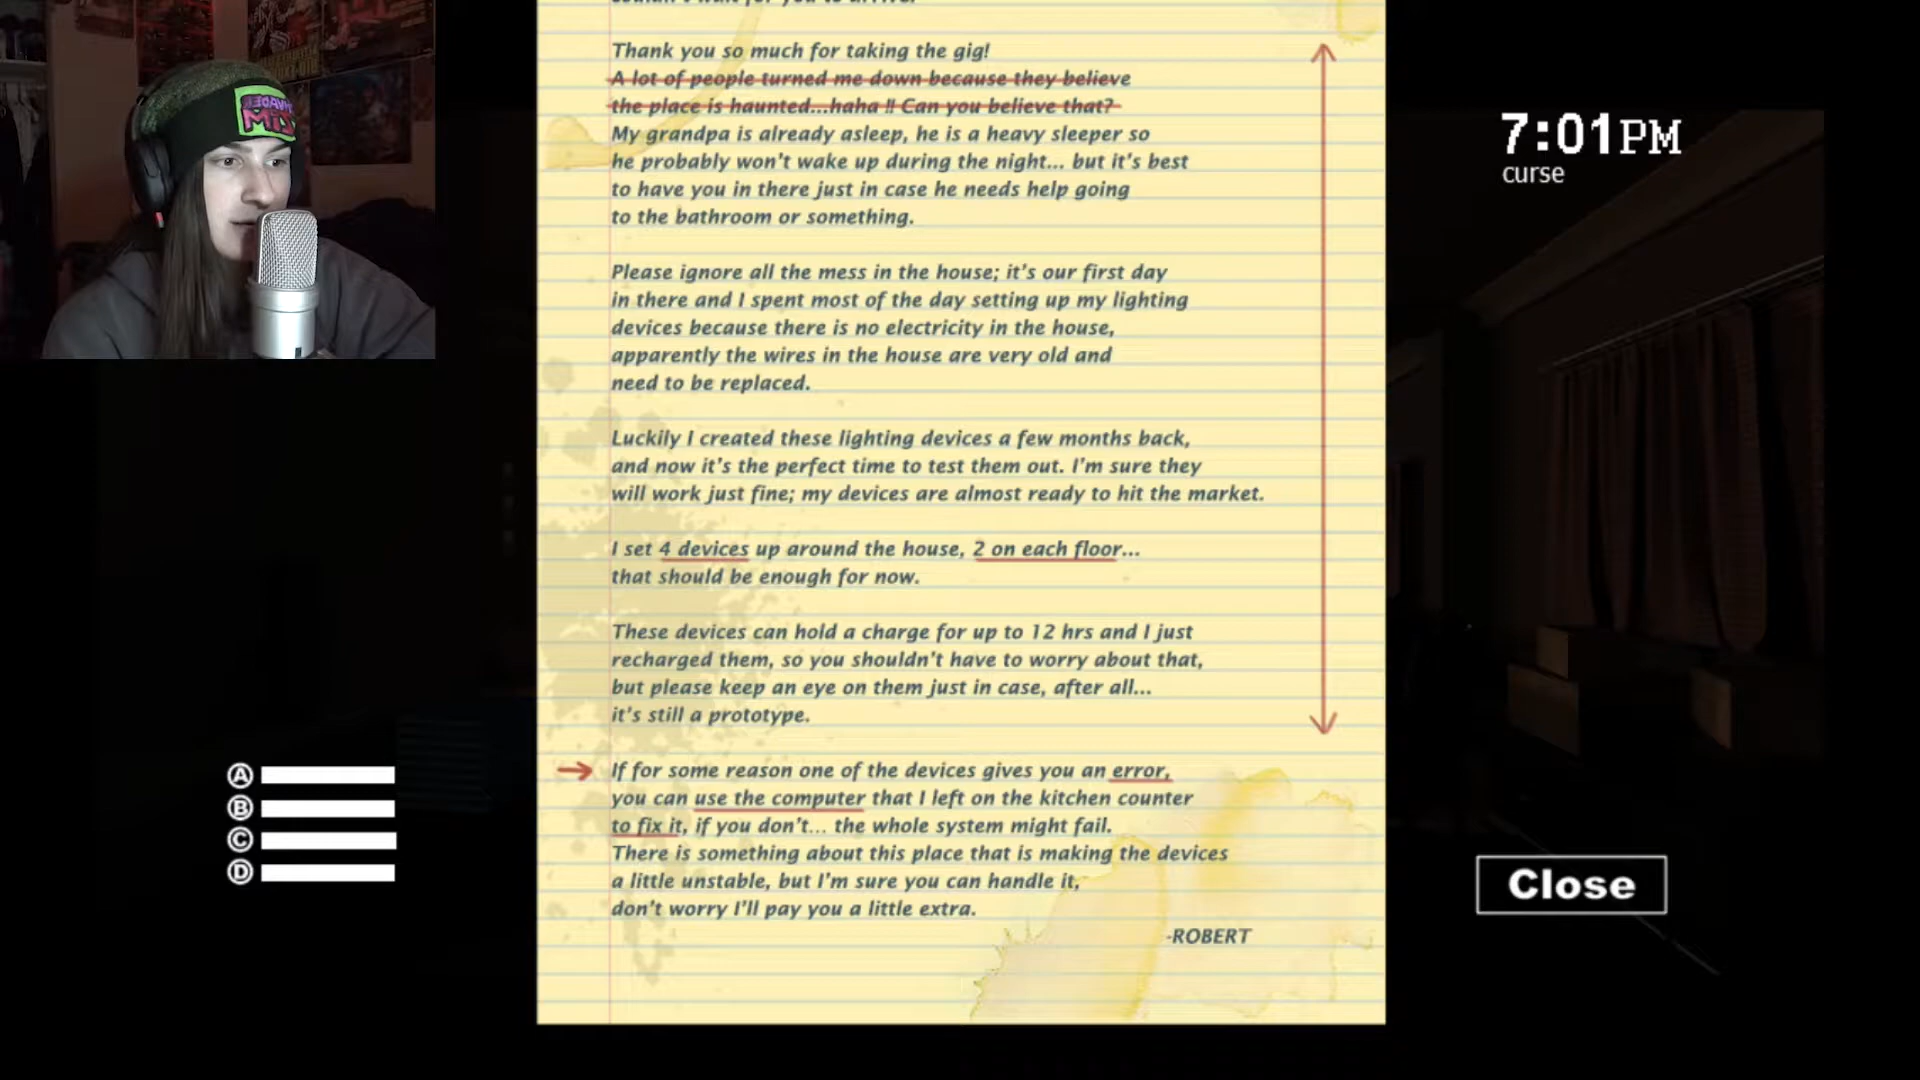 Thank you so much for taking the gig!
A lot of people turned me down because they believe
the place is haunted...haha !! Can you believe that?
My grandpa is already asleep, he is a heavy sleeper so
he probably won't wake up during the night... but it's best
to have you in there just in case he needs help going
to the bathroom or something.
Please ignore all the mess in the house; it's our first day
in there and I spent most of the day setting up my lighting
devices because there is no electricity in the house,
apparently the wires in the house are very old and
need to be replaced.
Luckily I created these lighting devices a few months back,
and now it's the perfect time to test them out. I'm sure they
will work just fine; my devices are almost ready to hit the market.
I set 4 devices up around the house, 2 on each floor...
that should be enough for now.
These devices can hold a charge for up to 12 hrs and I just
recharged them, so you shouldn't have to worry about that,
but please keep an eye on them just in case, after all...
it's still a prototype.
If for some reason one of the devices gives you an error,
you can use the computer that I left on the kitchen counter
to fix it, if you don't... the whole system might fail.
There is something about this place that is making the devices
a little unstable, but I'm sure you can handle it,
don't worry I'll pay you a little extra.
-ROBERT
7:01PM
curse
A
B
C
D
Close